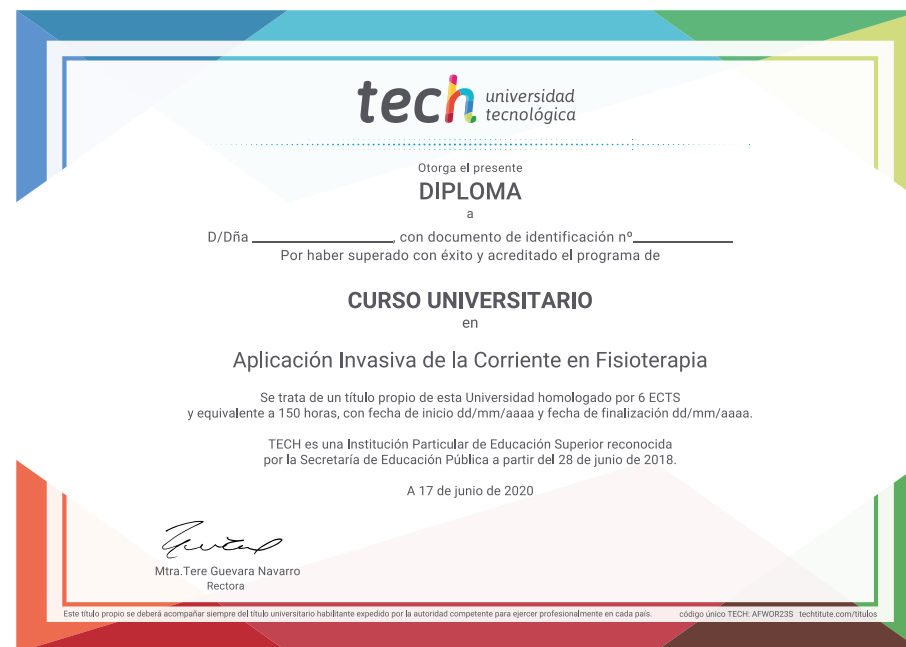 tech universidad
tecnológica
Otorga el presente
DIPLOMA
a
D/Dña ____________________, con documento de identificación nº______________
Por haber superado con éxito y acreditado el programa de
CURSO UNIVERSITARIO
en
Aplicación Invasiva de la Corriente en Fisioterapia
Se trata de un título propio de esta Universidad homologado por 6 ECTS
y equivalente a 150 horas, con fecha de inicio dd/mm/aaaa y fecha de finalización dd/mm/aaaa.
TECH es una Institución Particular de Educación Superior reconocida
por la Secretaría de Educación Pública a partir del 28 de junio de 2018.
A 17 de junio de 2020
Mtra.Tere Guevara Navarro
Rectora
Este título propio se deberá acompañar siempre del título universitario habilitante expedido por la autoridad competente para ejercer profesionalmente en cada país. código único TECH: AFWOR23S techtitute.com/titulos